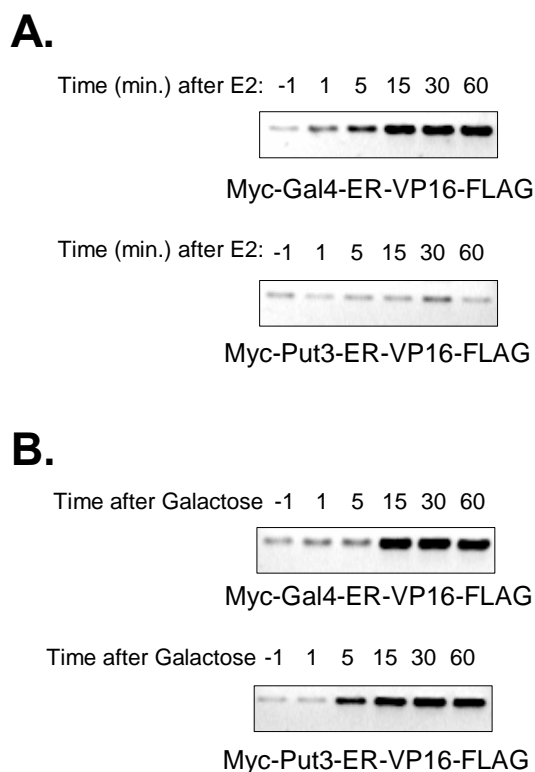 A.
Time (min.) after E2: -1 1 5 15 30 60
Myc-Gal4-ER-VP16-FLAG
Time (min.) after E2: -1 1 5 15 30 60
Myc-Put3-ER-VP16-FLAG
B.
Time after Galactose -1 1 5 15 30 60
Myc-Gal4-ER-VP16-FLAG
Time after Galactose -1 1 5 15 30 60
Myc-Put3-ER-VP16-FLAG